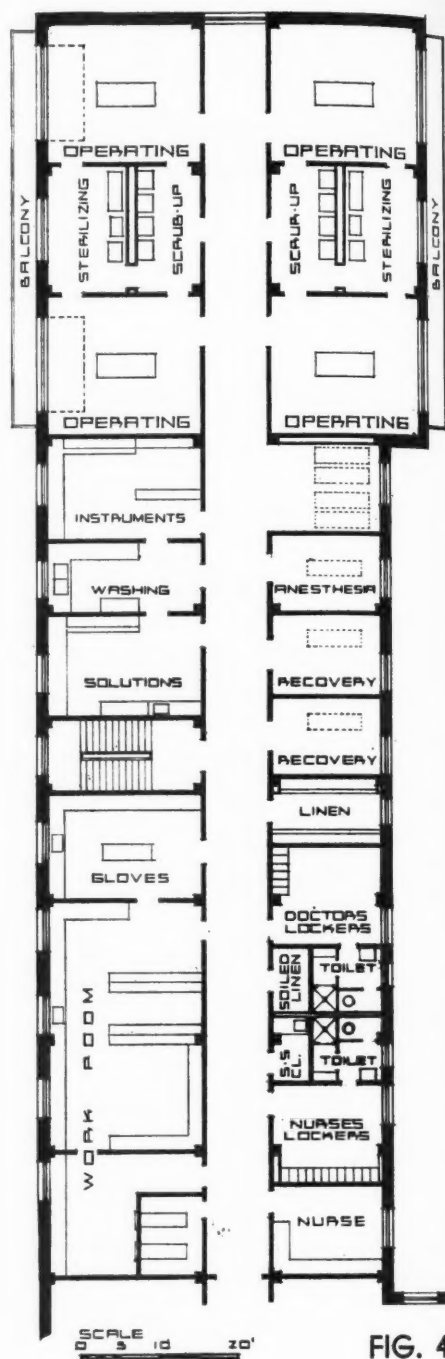 OPERATING
OPERATING
BALCONY
STERILIZING
SCRUB-UP
SCRUB-UP
STERILIZING
BALCONY
OPERATING
OPERATING
INSTRUMENTS
WASHING
ANESTHESIA
SOLUTIONS
RECOVERY
RECOVERY
LINEN
GLOVES
DOCTORS
LOCKERS
SOILED
LINEN
TOILET
WORK ROOM
S.S.
CL.
TOILET
NURSES
LOCKERS
NURSE
SCALE
0 5 10 20'
FIG. 4